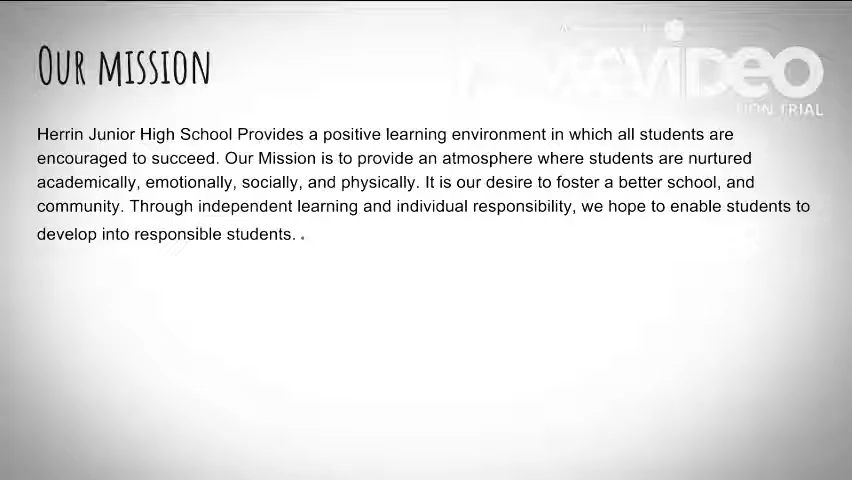 Our mission
Herrin Junior High School Provides a positive learning environment in which all students are
encouraged to succeed. Our Mission is to provide an atmosphere where students are nurtured
academically, emotionally, socially, and physically. It is our desire to foster a better school, and
community. Through independent learning and individual responsibility, we hope to enable students to
develop into responsible students. .
video
TRIAL